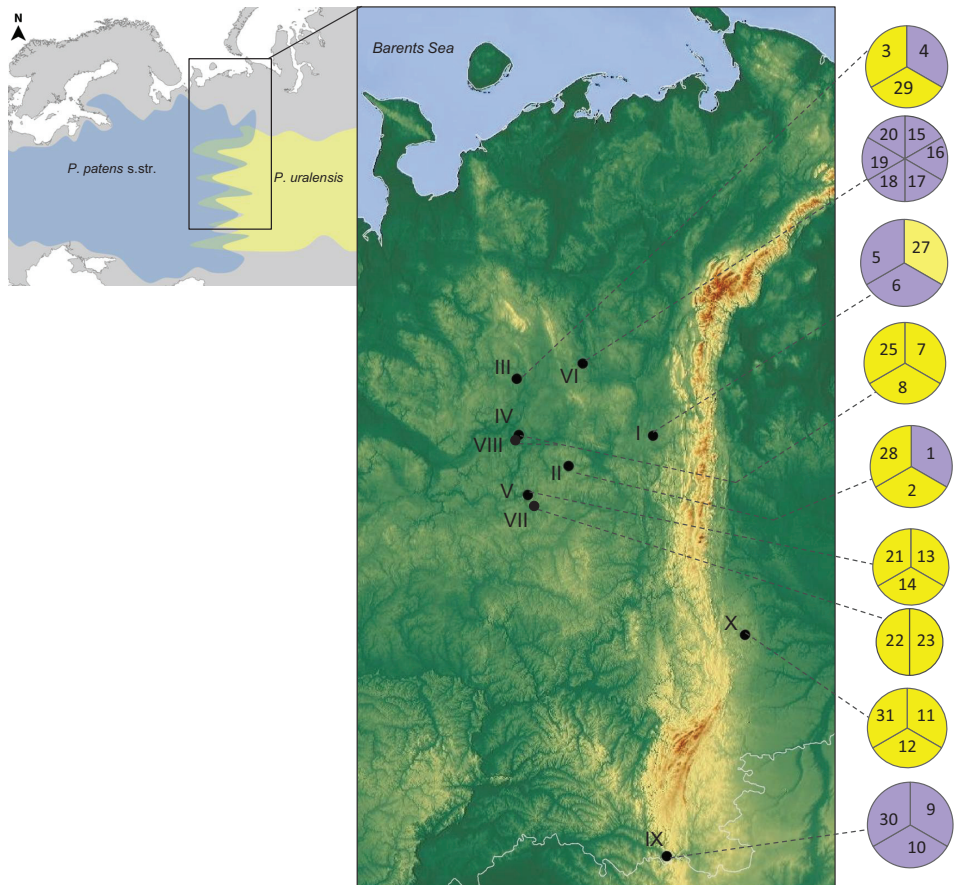 N
P. patens s.str.
P. uralensis
Barents Sea
III
VI
IV
VIII
I
II
V
VII
X
IX
3 4
29
20 15
19 16
18 17
5 27
6
25 7
8
28 1
2
21 13
14
22 23
31 11
12
30 9
10